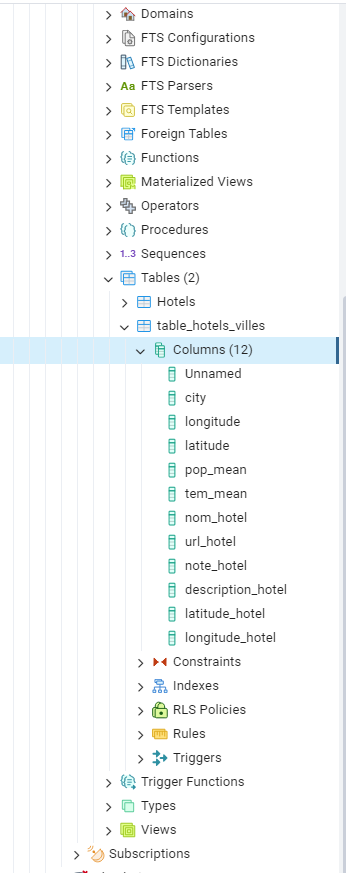 Domains
FTS Configurations
FTS Dictionaries
Aa FTS Parsers
FTS Templates
Foreign Tables
Functions
Materialized Views
Operators
Procedures
1..3 Sequences
Tables (2)
Hotels
table_hotels_villes
Columns (12)
Unnamed
city
longitude
latitude
pop_mean
tem_mean
nom_hotel
url_hotel
note_hotel
description_hotel
latitude_hotel
longitude_hotel
Constraints
Indexes
RLS Policies
Rules
Triggers
Trigger Functions
Types
Views
Subscriptions